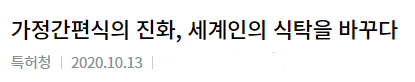 가정간편식의 진화, 세계인의 식탁을 바꾸다
특허청 | 2020.10.13 |